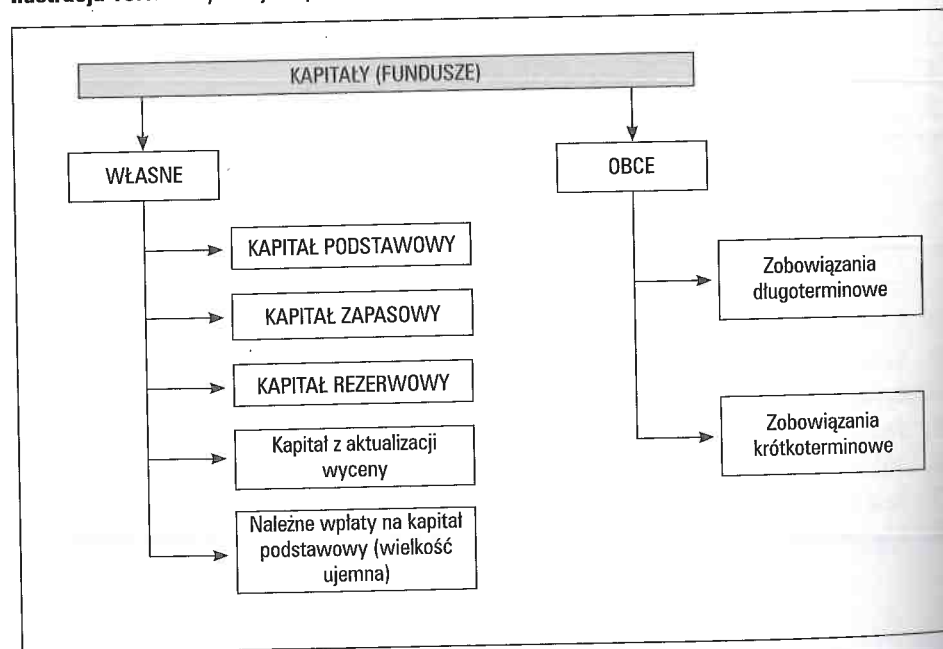 KAPITAŁY (FUNDUSZE)
WŁASNE
OBCE
KAPITAŁ PODSTAWOWY
KAPITAŁ ZAPASOWY
KAPITAŁ REZERWOWY
Kapitał z aktualizacji
wyceny
Należne wpłaty na kapitał
podstawowy (wielkość
ujemna)
Zobowiązania
długoterminowe
Zobowiązania
krótkoterminowe